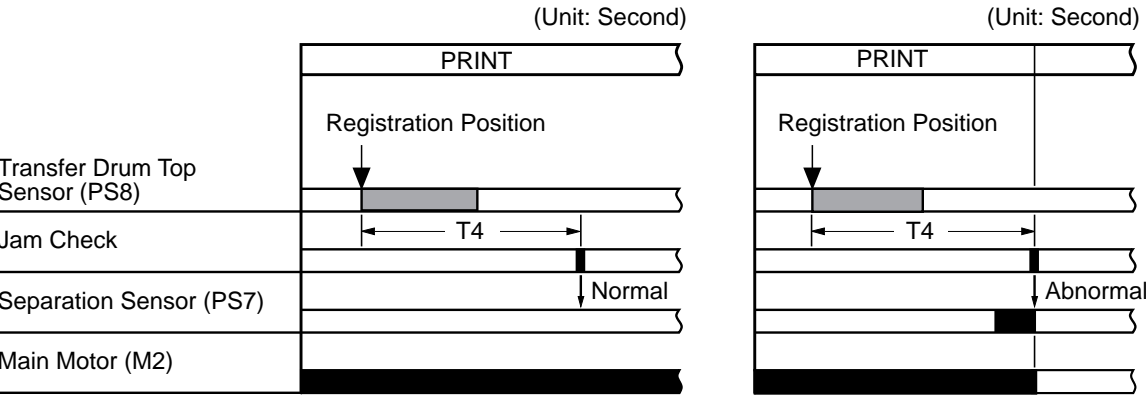 (Unit: Second)
(Unit: Second)
PRINT
PRINT
Registration Position
Registration Position
Transfer Drum Top
Sensor (PS8)
T4
T4
Jam Check
Normal
Abnormal
Separation Sensor (PS7)
Main Motor (M2)